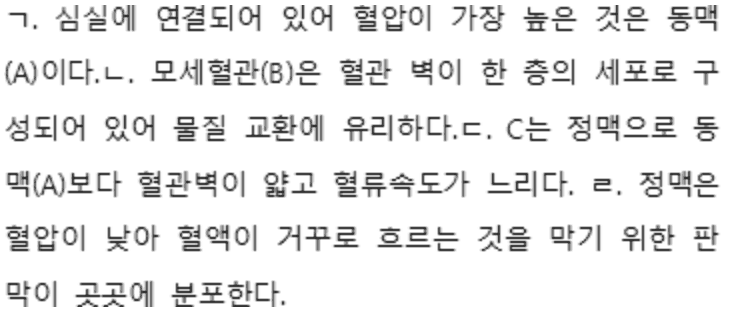 ㄱ. 심실에 연결되어 있어 혈압이 가장 높은 것은 동맥
(A)이다.ㄴ. 모세혈관(B)은 혈관 벽이 한 층의 세포로 구
성되어 있어 물질 교환에 유리하다.ㄷ. C는 정맥으로 동
맥(A)보다 혈관벽이 얇고 혈류속도가 느리다. ㄹ. 정맥은
혈압이 낮아 혈액이 거꾸로 흐르는 것을 막기 위한 판
막이 곳곳에 분포한다.